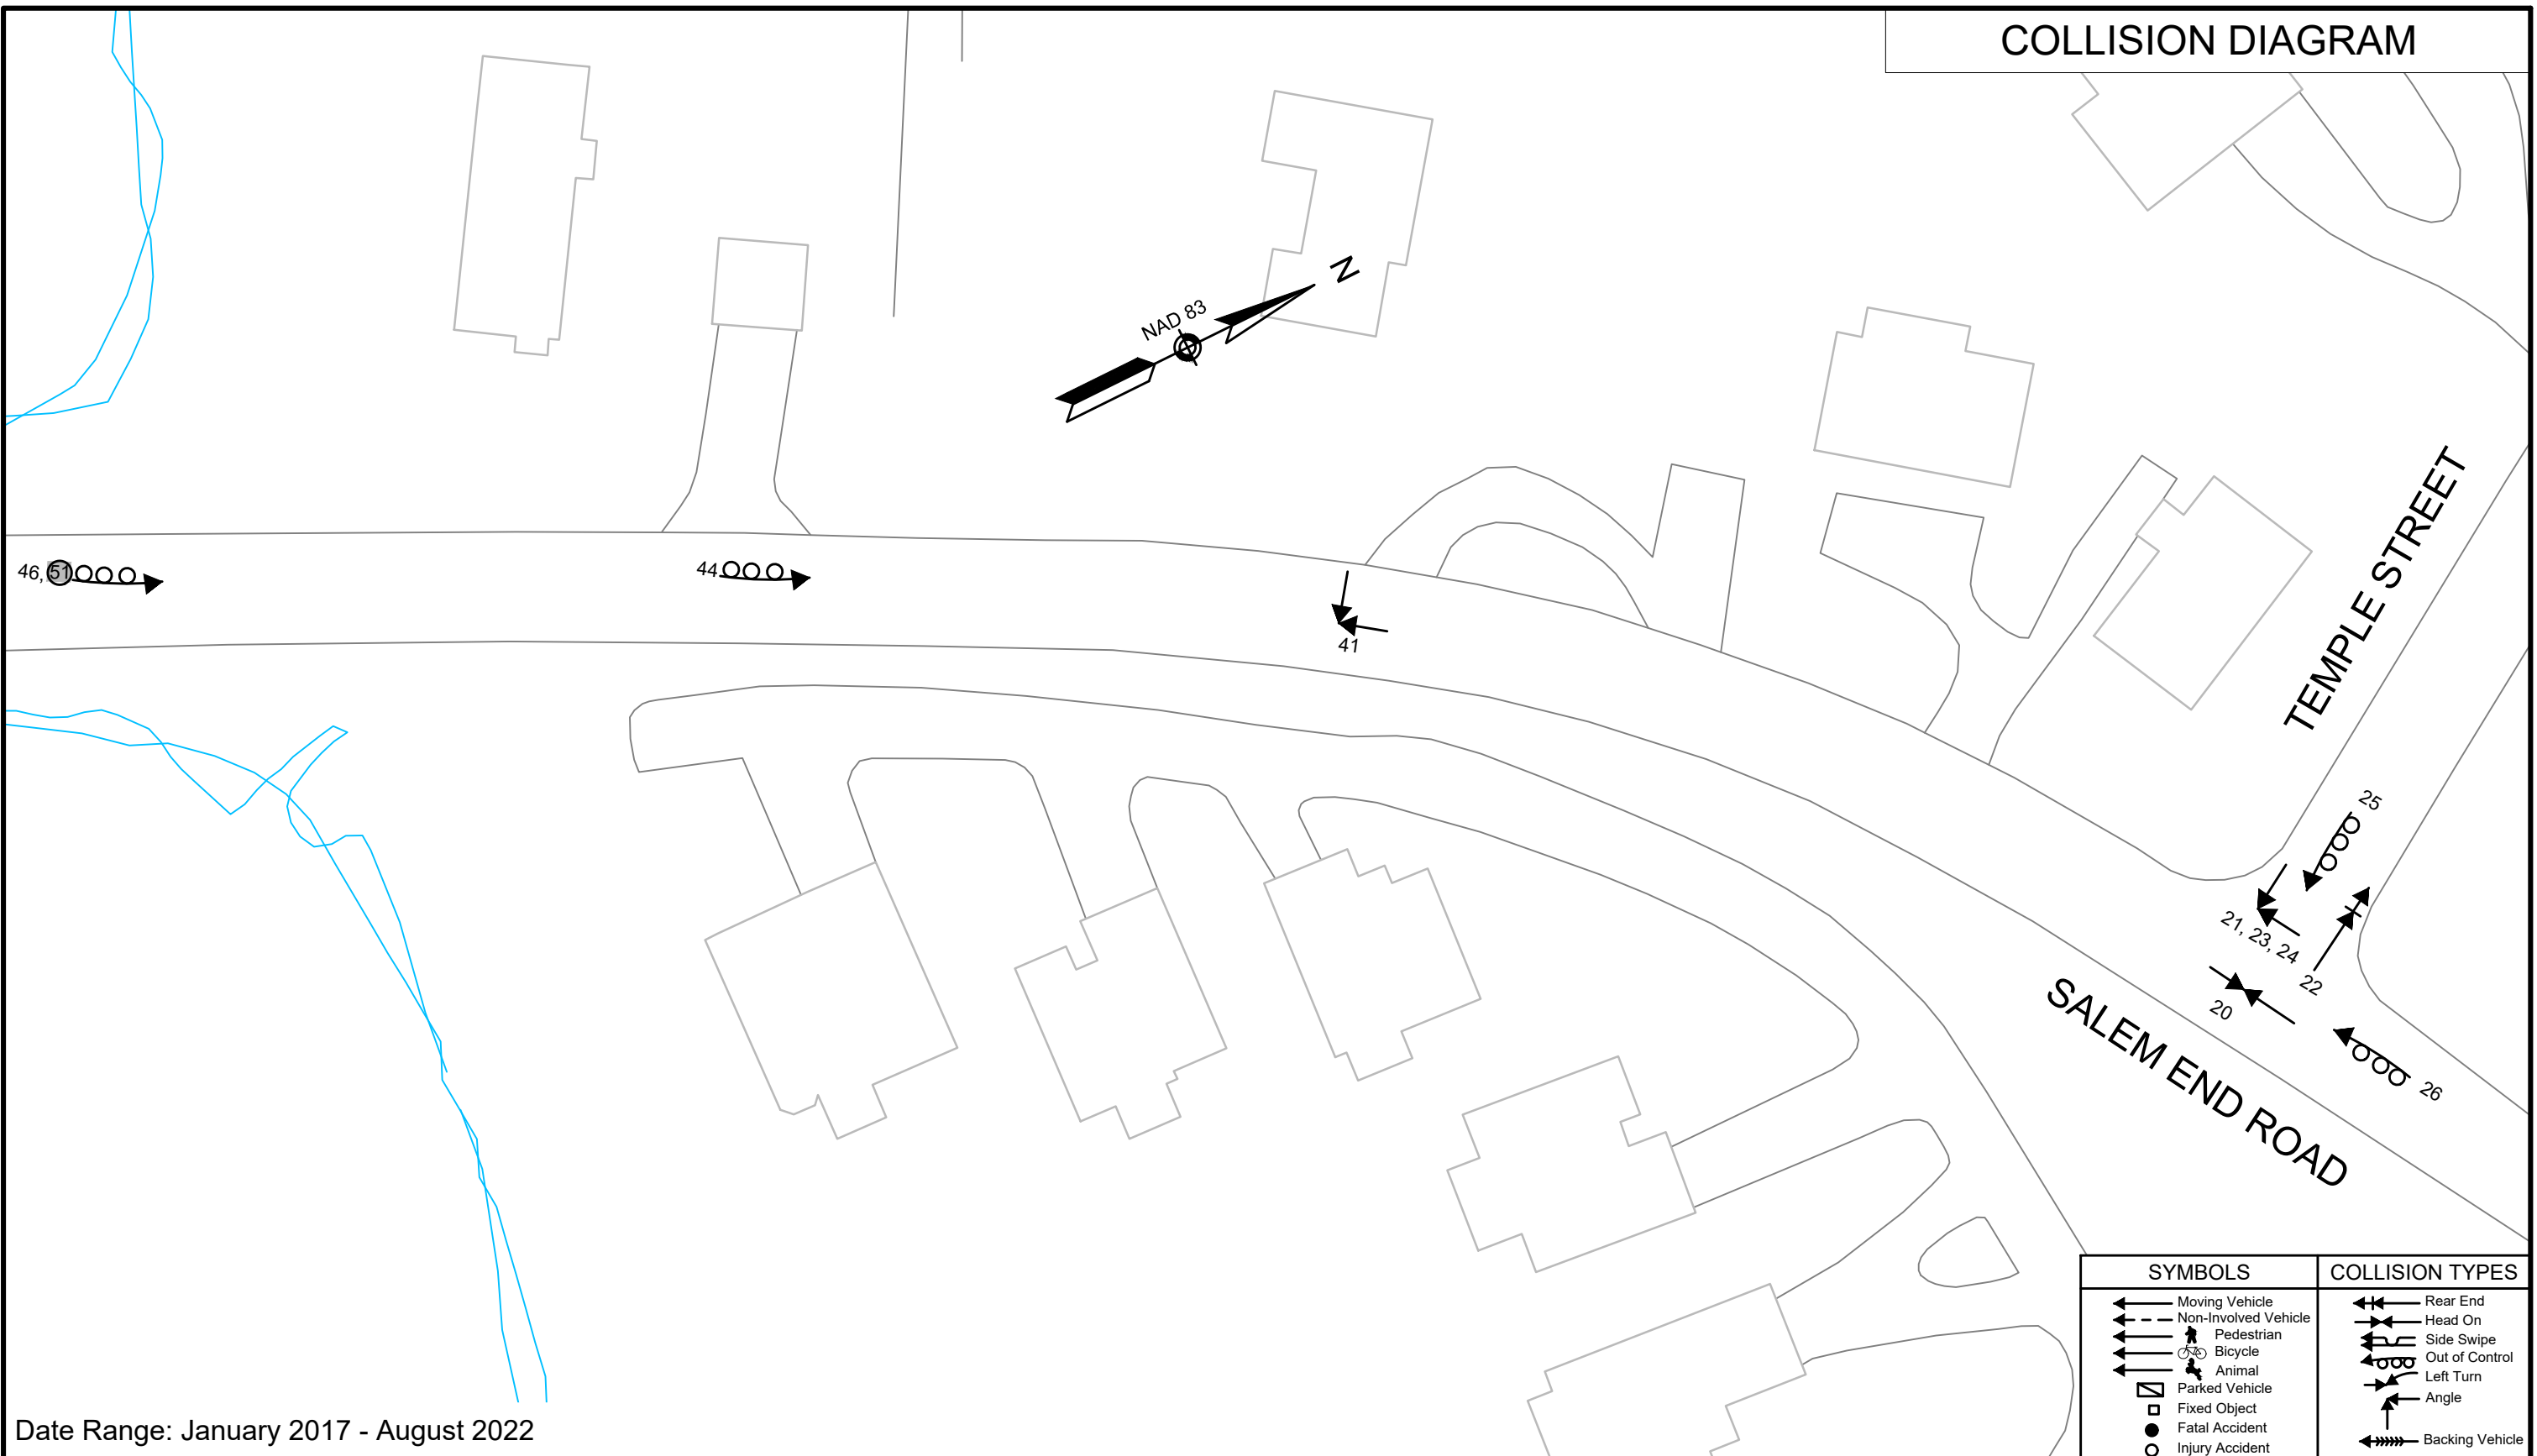 COLLISION DIAGRAM
N
NAD 83
TEMPLE STREET
46, 51
44
41
25
21, 23, 24
22
20
26
SALEM END ROAD
SYMBOLS
Moving Vehicle
Non-Involved Vehicle
Pedestrian
Bicycle
Animal
Parked Vehicle
Fixed Object
Fatal Accident
Injury Accident
COLLISION TYPES
Rear End
Head On
Side Swipe
Out of Control
Left Turn
Angle
Backing Vehicle
Date Range: January 2017 - August 2022